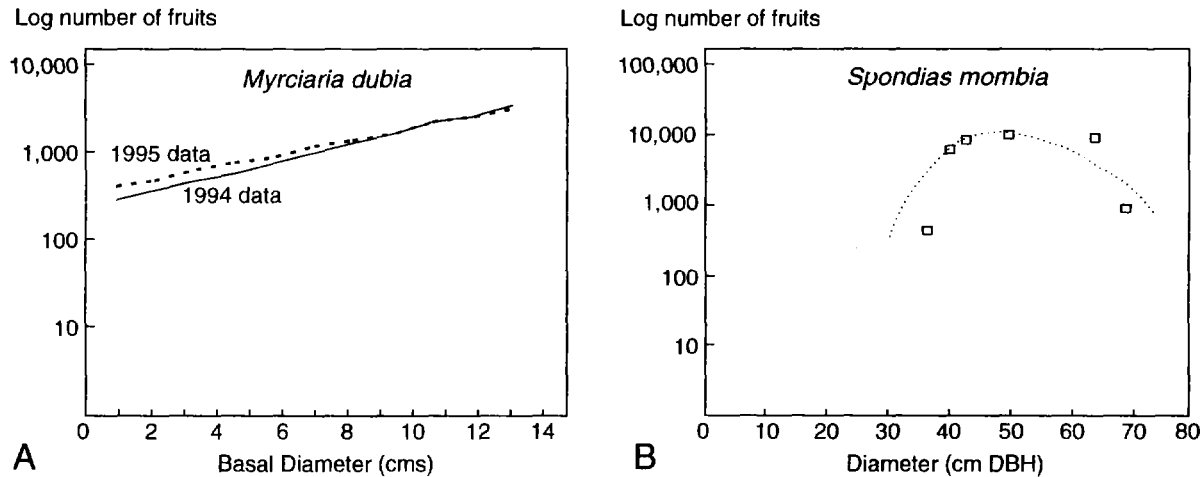 Log number of fruits
10,000
1,000
100
10
Myrciaria dubia
1995 data
1994 data
0 2 4 6 8 10 12 14
A
Basal Diameter (cms)
Log number of fruits
100,000
10,000
1,000
100
10
Spondias mombia
0 10 20 30 40 50 60 70 80
B
Diameter (cm DBH)